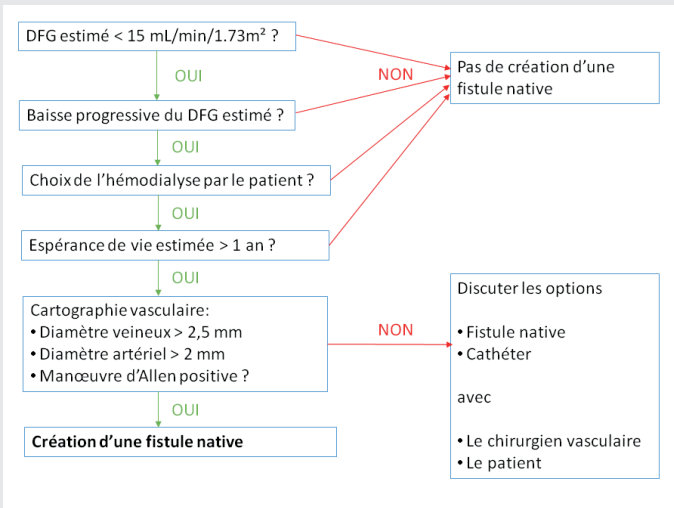 DFG estimé < 15 mL/min/1.73m² ?
OUI
NON
Pas de création d’une
fistule native
Baisse progressive du DFG estimé ?
OUI
Choix de l’hémodialyse par le patient ?
OUI
Espérance de vie estimée > 1 an ?
OUI
Cartographie vasculaire:
• Diamètre veineux > 2,5 mm
• Diamètre artériel > 2 mm
• Manœuvre d’Allen positive ?
NON
Discuter les options
• Fistule native
• Cathéter
avec
• Le chirurgien vasculaire
• Le patient
OUI
Création d’une fistule native